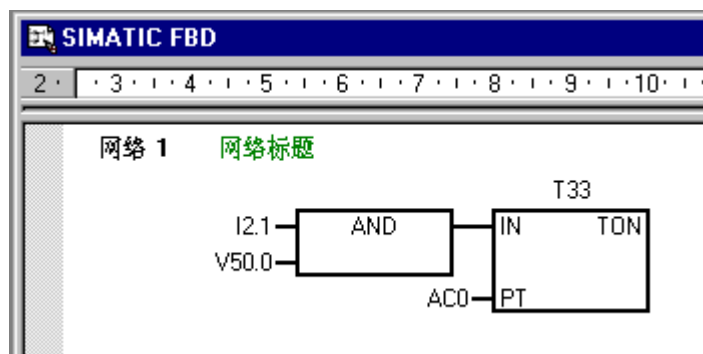 SIMATIC FBD
2 · · 3 · ı · 4 · ı · 5 · ı · 6 · ı · 7 · ı · 8 · ı · 9 · ı · 10 · ı
网络 1 网络标题
T33
I2.1 AND IN TON
V50.0
AC0 PT